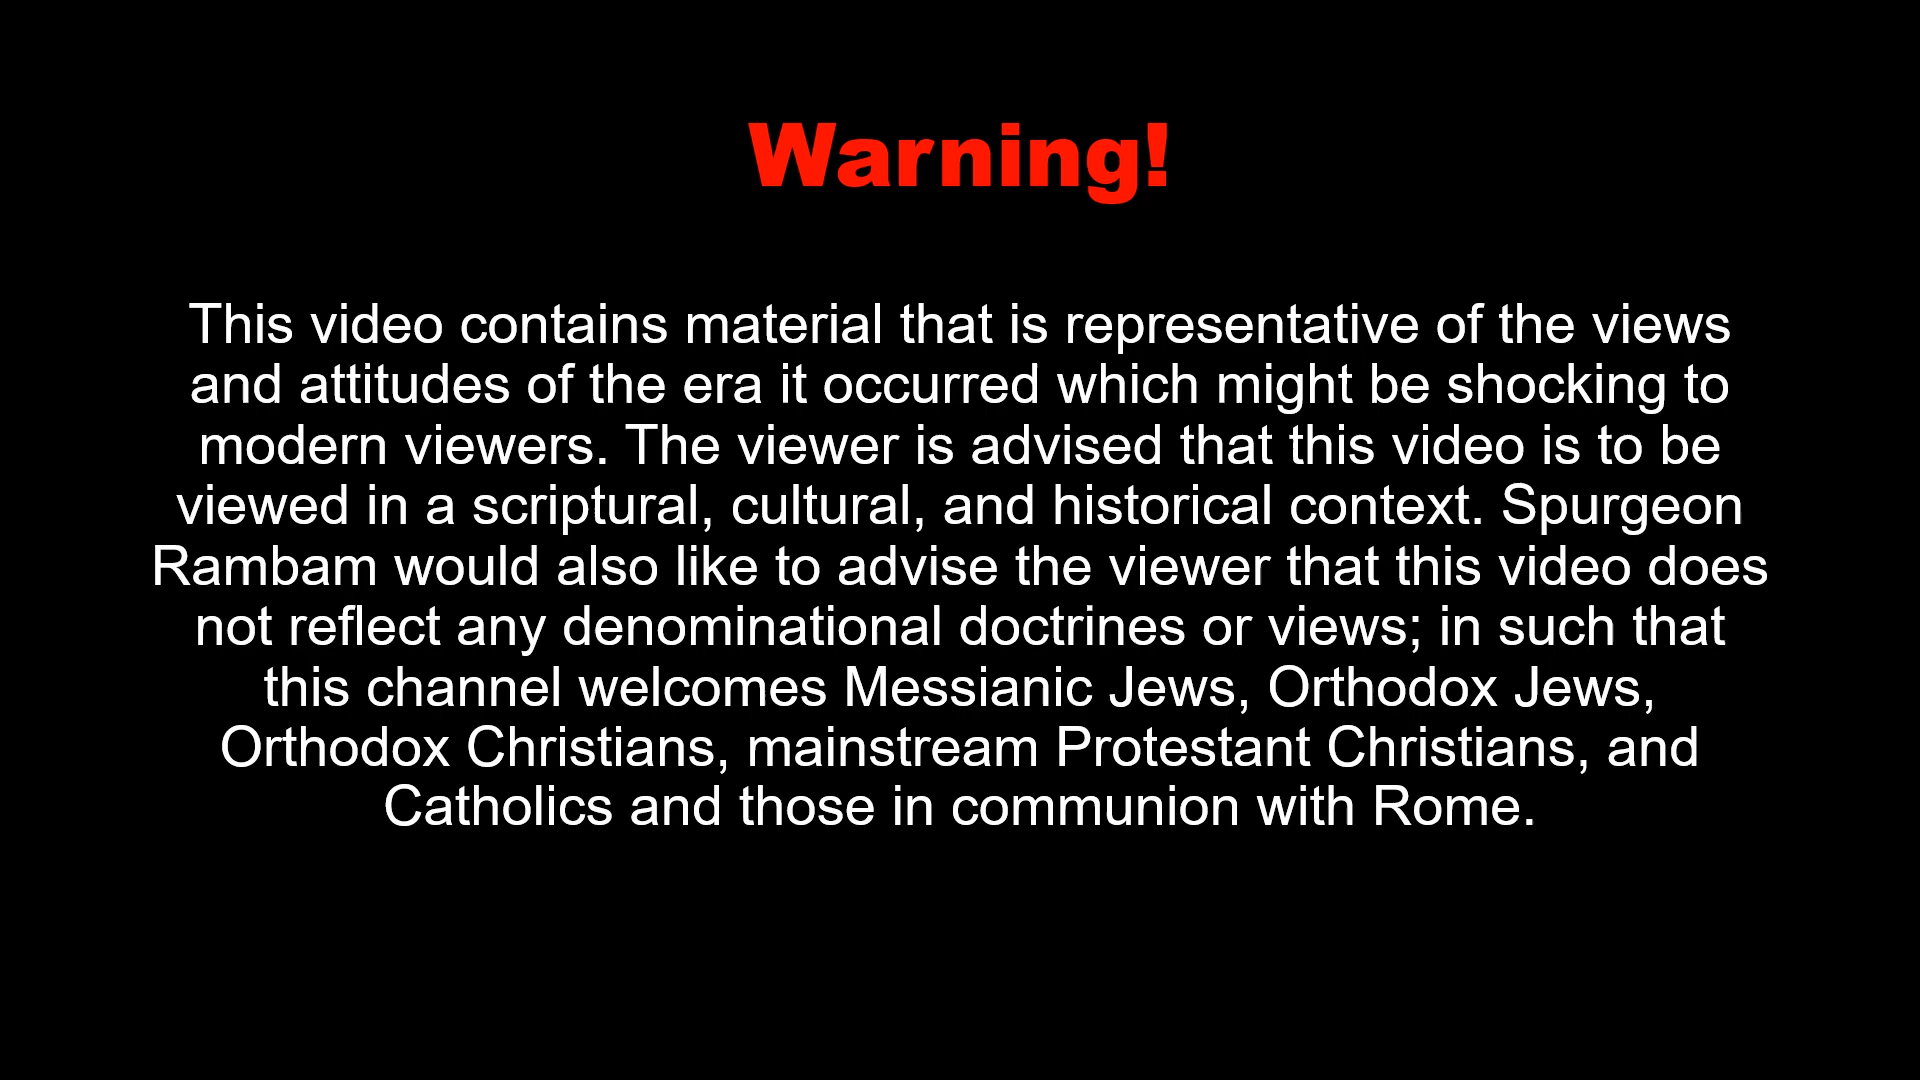 Warning!
This video contains material that is representative of the views
and attitudes of the era it occurred which might be shocking to
modern viewers. The viewer is advised that this video is to be
viewed in a scriptural, cultural, and historical context. Spurgeon
Rambam would also like to advise the viewer that this video does
not reflect any denominational doctrines or views; in such that
this channel welcomes Messianic Jews, Orthodox Jews,
Orthodox Christians, mainstream Protestant Christians, and
Catholics and those in communion with Rome.